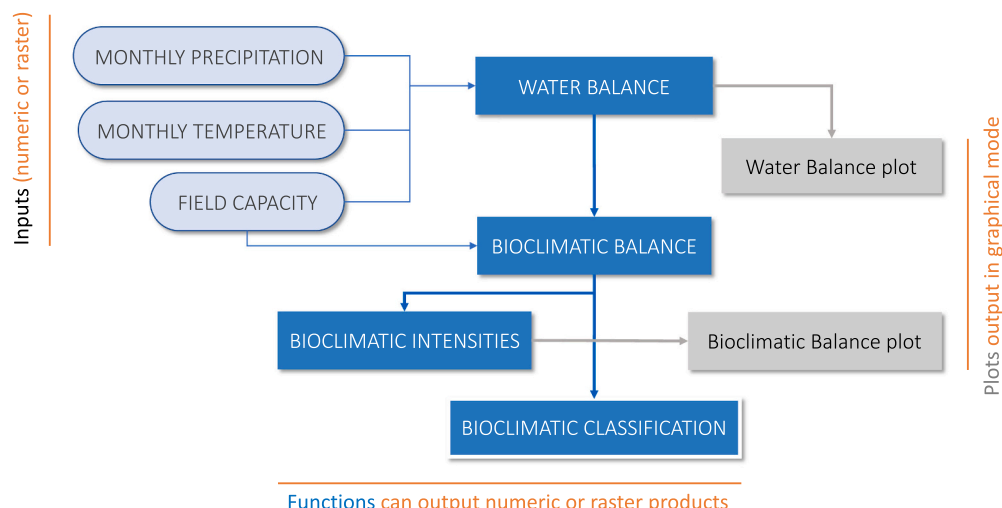 Inputs (numeric or raster)
MONTHLY PRECIPITATION
MONTHLY TEMPERATURE
FIELD CAPACITY
WATER BALANCE
Water Balance plot
BIOCLIMATIC BALANCE
BIOCLIMATIC INTENSITIES
Bioclimatic Balance plot
BIOCLIMATIC CLASSIFICATION
Plots output in graphical mode
Functions can output numeric or raster products